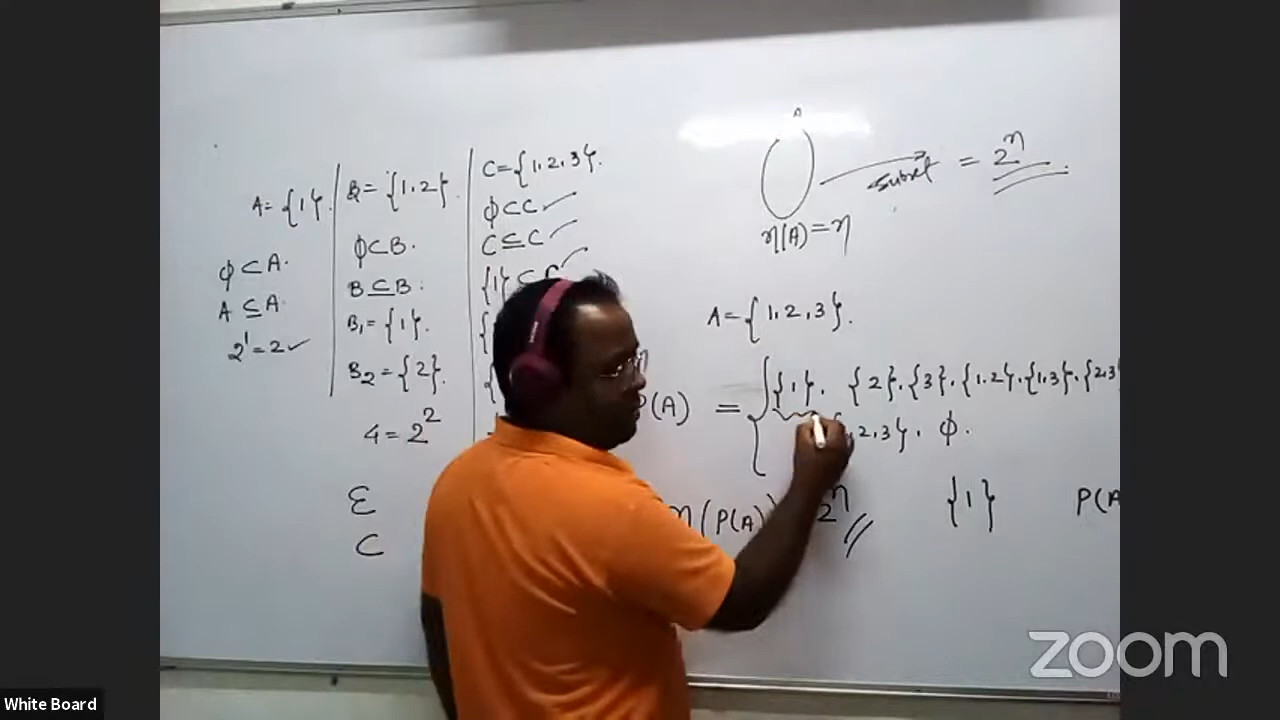 A = {1}.
ϕ ⊂ A.
A ⊆ A.
2¹ = 2 ✓
B = {1, 2}.
ϕ ⊂ B.
B ⊆ B.
B₁ = {1}.
B₂ = {2}.
4 = 2²
C = {1, 2, 3}.
ϕ ⊂ C ✓
C ⊆ C ✓
{1} ⊆ C ✓
ε
C
A
subset = 2ⁿ.
η(A) = η
A = {1, 2, 3}.
P(A) = { {1}, {2}, {3}, {1, 2}, {1, 3}, {2, 3
, 2, 3}, ϕ.
η(P(A) 2ⁿ {1} P(A
zoom
White Board